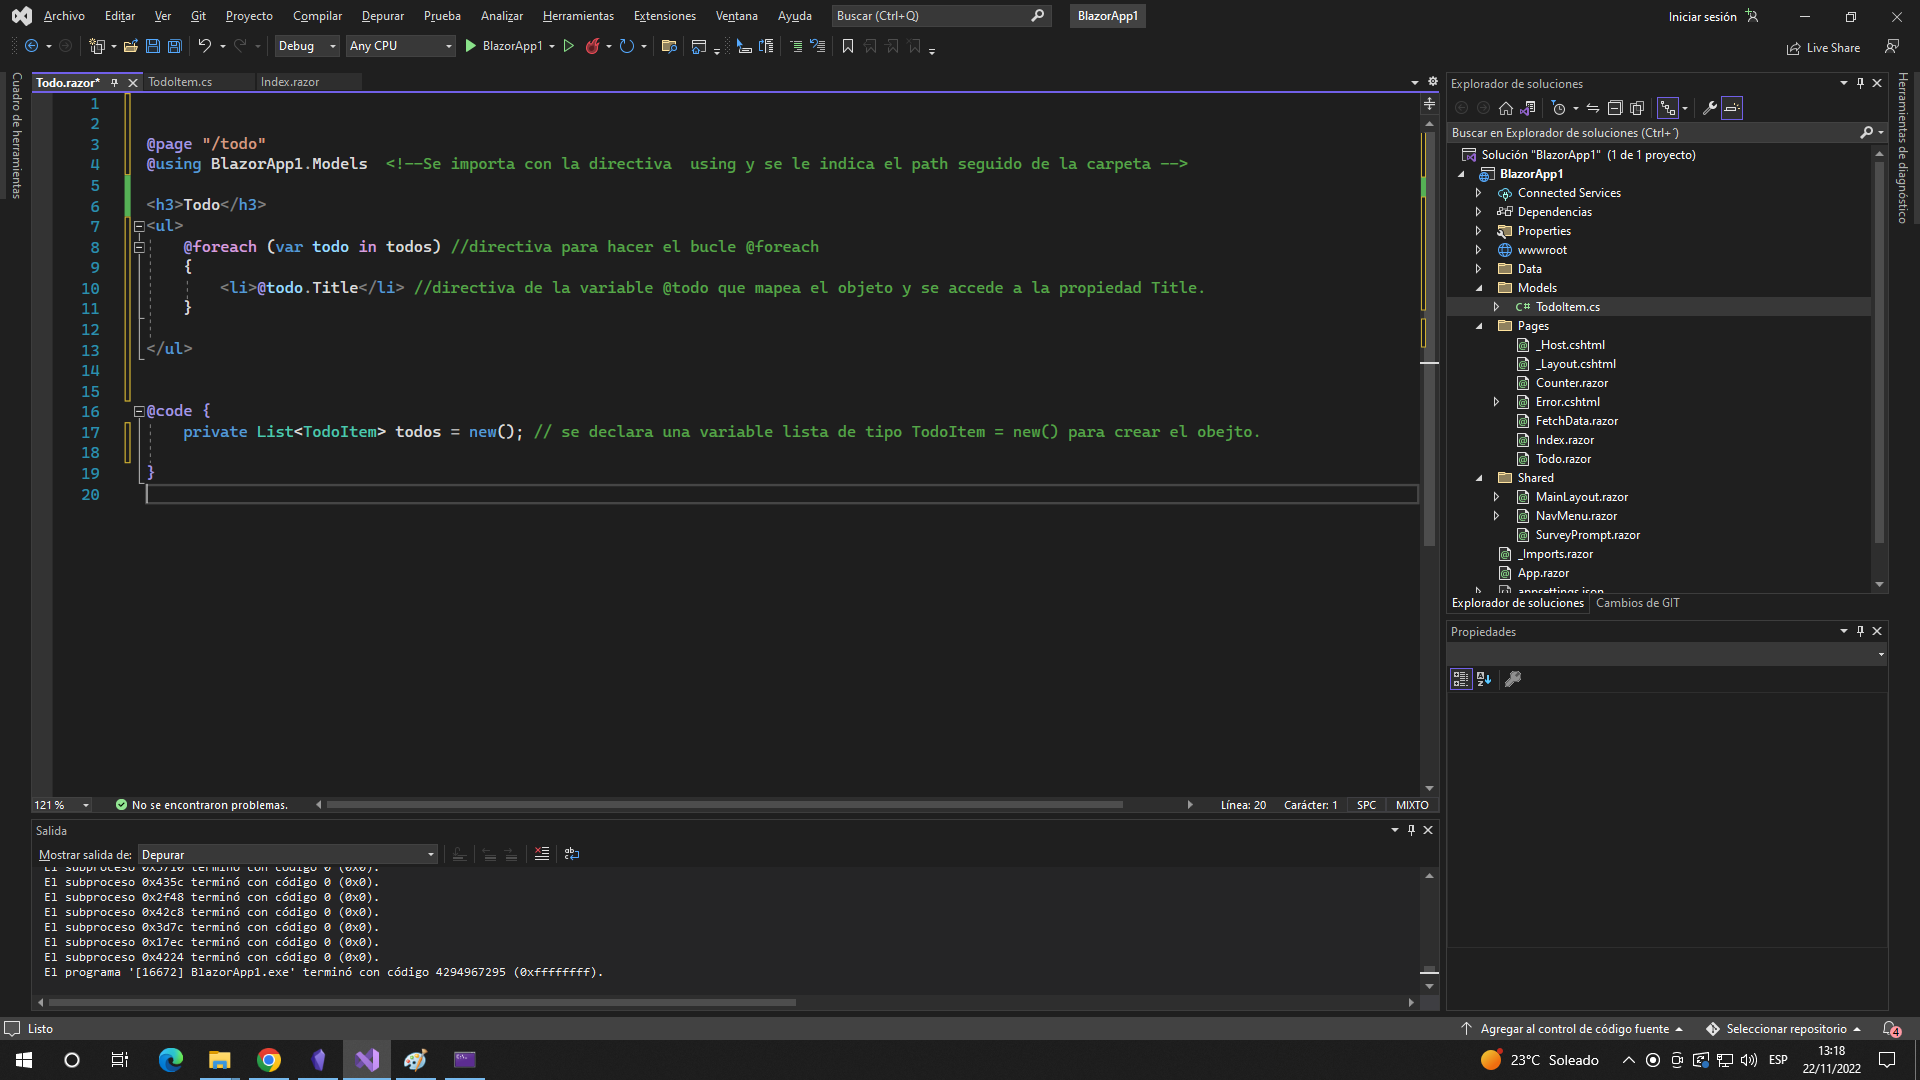 Archivo Editar Ver Git Proyecto Compilar Depurar Prueba Analizar Herramientas Extensiones Ventana Ayuda Buscar (Ctrl+Q) BlazorApp1 Iniciar sesión
Debug Any CPU BlazorApp1 Live Share
Cuadro de herramientas
Todo.razor* TodoItem.cs Index.razor
1
2
3 @page "/todo"
4 @using BlazorApp1.Models <!--Se importa con la directiva  using y se le indica el path seguido de la carpeta -->
5
6 <h3>Todo</h3>
7 <ul>
8 @foreach (var todo in todos) //directiva para hacer el bucle @foreach
9 {
10 <li>@todo.Title</li> //directiva de la variable @todo que mapea el objeto y se accede a la propiedad Title.
11 }
12
13 </ul>
14
15
16 @code {
17 private List<TodoItem> todos = new(); // se declara una variable lista de tipo TodoItem = new() para crear el obejto.
18
19 }
20
121 % No se encontraron problemas. Línea: 20 Carácter: 1 SPC MIXTO
Salida
Mostrar salida de: Depurar
El subproceso 0x3710 terminó con código 0 (0x0).
El subproceso 0x435c terminó con código 0 (0x0).
El subproceso 0x2f48 terminó con código 0 (0x0).
El subproceso 0x42c8 terminó con código 0 (0x0).
El subproceso 0x3d7c terminó con código 0 (0x0).
El subproceso 0x17ec terminó con código 0 (0x0).
El subproceso 0x4224 terminó con código 0 (0x0).
El programa '[16672] BlazorApp1.exe' terminó con código 4294967295 (0xffffffff).
Explorador de soluciones
Buscar en Explorador de soluciones (Ctrl+´)
Solución "BlazorApp1" (1 de 1 proyecto)
BlazorApp1
Connected Services
Dependencias
Properties
wwwroot
Data
Models
C# TodoItem.cs
Pages
_Host.cshtml
_Layout.cshtml
Counter.razor
Error.cshtml
FetchData.razor
Index.razor
Todo.razor
Shared
MainLayout.razor
NavMenu.razor
SurveyPrompt.razor
_Imports.razor
App.razor
appsettings.json
Explorador de soluciones Cambios de GIT
Propiedades
Herramientas de diagnóstico
Listo Agregar al control de código fuente Seleccionar repositorio 4
23°C Soleado ESP 13:18
22/11/2022